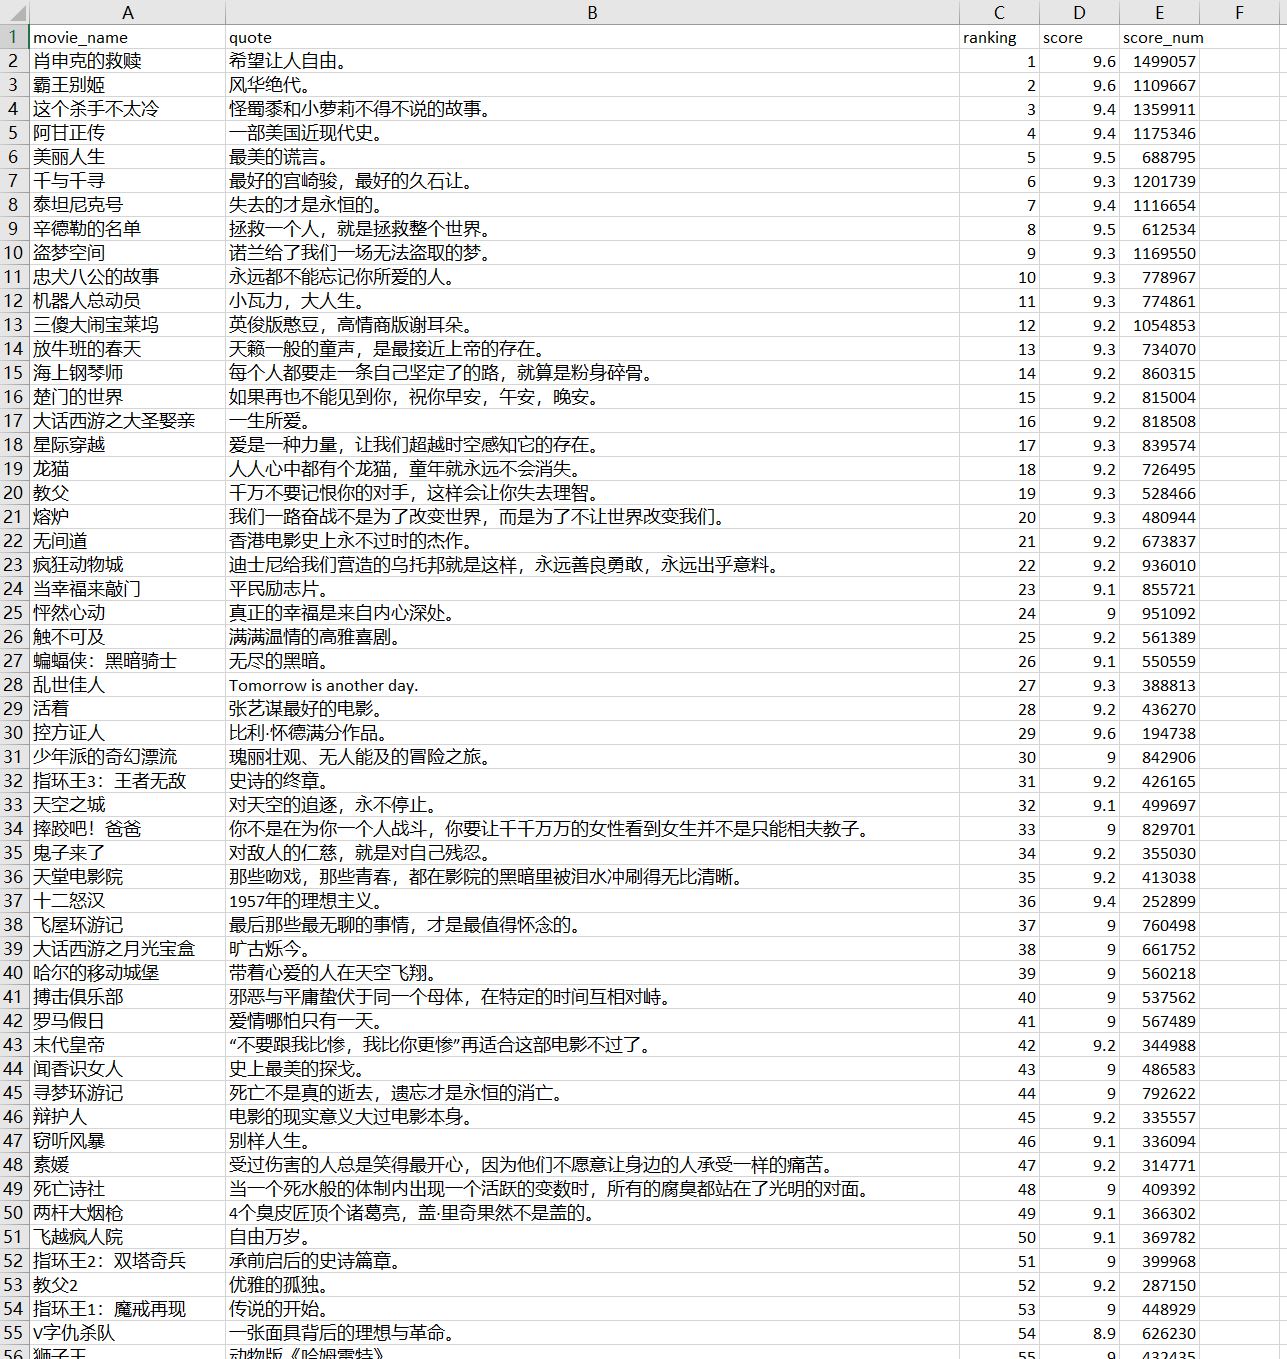 A B C D E F
1 movie_name quote ranking score score_num
2 肖申克的救赎 希望让人自由。 1 9.6 1499057
3 霸王别姬 风华绝代。 2 9.6 1109667
4 这个杀手不太冷 怪蜀黍和小萝莉不得不说的故事。 3 9.4 1359911
5 阿甘正传 一部美国近现代史。 4 9.4 1175346
6 美丽人生 最美的谎言。 5 9.5 688795
7 千与千寻 最好的宫崎骏，最好的久石让。 6 9.3 1201739
8 泰坦尼克号 失去的才是永恒的。 7 9.4 1116654
9 辛德勒的名单 拯救一个人，就是拯救整个世界。 8 9.5 612534
10 盗梦空间 诺兰给了我们一场无法盗取的梦。 9 9.3 1169550
11 忠犬八公的故事 永远都不能忘记你所爱的人。 10 9.3 778967
12 机器人总动员 小瓦力，大人生。 11 9.3 774861
13 三傻大闹宝莱坞 英俊版憨豆，高情商版谢耳朵。 12 9.2 1054853
14 放牛班的春天 天籁一般的童声，是最接近上帝的存在。 13 9.3 734070
15 海上钢琴师 每个人都要走一条自己坚定了的路，就算是粉身碎骨。 14 9.2 860315
16 楚门的世界 如果再也不能见到你，祝你早安，午安，晚安。 15 9.2 815004
17 大话西游之大圣娶亲 一生所爱。 16 9.2 818508
18 星际穿越 爱是一种力量，让我们超越时空感知它的存在。 17 9.3 839574
19 龙猫 人人心中都有个龙猫，童年就永远不会消失。 18 9.2 726495
20 教父 千万不要记恨你的对手，这样会让你失去理智。 19 9.3 528466
21 熔炉 我们一路奋战不是为了改变世界，而是为了不让世界改变我们。 20 9.3 480944
22 无间道 香港电影史上永不过时的杰作。 21 9.2 673837
23 疯狂动物城 迪士尼给我们营造的乌托邦就是这样，永远善良勇敢，永远出乎意料。 22 9.2 936010
24 当幸福来敲门 平民励志片。 23 9.1 855721
25 怦然心动 真正的幸福是来自内心深处。 24 9 951092
26 触不可及 满满温情的高雅喜剧。 25 9.2 561389
27 蝙蝠侠：黑暗骑士 无尽的黑暗。 26 9.1 550559
28 乱世佳人 Tomorrow is another day. 27 9.3 388813
29 活着 张艺谋最好的电影。 28 9.2 436270
30 控方证人 比利·怀德满分作品。 29 9.6 194738
31 少年派的奇幻漂流 瑰丽壮观、无人能及的冒险之旅。 30 9 842906
32 指环王3：王者无敌 史诗的终章。 31 9.2 426165
33 天空之城 对天空的追逐，永不停止。 32 9.1 499697
34 摔跤吧！爸爸 你不是在为你一个人战斗，你要让千千万万的女性看到女生并不是只能相夫教子。 33 9 829701
35 鬼子来了 对敌人的仁慈，就是对自己残忍。 34 9.2 355030
36 天堂电影院 那些吻戏，那些青春，都在影院的黑暗里被泪水冲刷得无比清晰。 35 9.2 413038
37 十二怒汉 1957年的理想主义。 36 9.4 252899
38 飞屋环游记 最后那些最无聊的事情，才是最值得怀念的。 37 9 760498
39 大话西游之月光宝盒 旷古烁今。 38 9 661752
40 哈尔的移动城堡 带着心爱的人在天空飞翔。 39 9 560218
41 搏击俱乐部 邪恶与平庸蛰伏于同一个母体，在特定的时间互相对峙。 40 9 537562
42 罗马假日 爱情哪怕只有一天。 41 9 567489
43 末代皇帝 “不要跟我比惨，我比你更惨”再适合这部电影不过了。 42 9.2 344988
44 闻香识女人 史上最美的探戈。 43 9 486583
45 寻梦环游记 死亡不是真的逝去，遗忘才是永恒的消亡。 44 9 792622
46 辩护人 电影的现实意义大过电影本身。 45 9.2 335557
47 窃听风暴 别样人生。 46 9.1 336094
48 素媛 受过伤害的人总是笑得最开心，因为他们不愿意让身边的人承受一样的痛苦。 47 9.2 314771
49 死亡诗社 当一个死水般的体制内出现一个活跃的变数时，所有的腐臭都站在了光明的对面。 48 9 409392
50 两杆大烟枪 4个臭皮匠顶个诸葛亮，盖·里奇果然不是盖的。 49 9.1 366302
51 飞越疯人院 自由万岁。 50 9.1 369782
52 指环王2：双塔奇兵 承前启后的史诗篇章。 51 9 399968
53 教父2 优雅的孤独。 52 9.2 287150
54 指环王1：魔戒再现 传说的开始。 53 9 448929
55 V字仇杀队 一张面具背后的理想与革命。 54 8.9 626230
56 狮子王 动物版《哈姆雷特》 55 9 432435